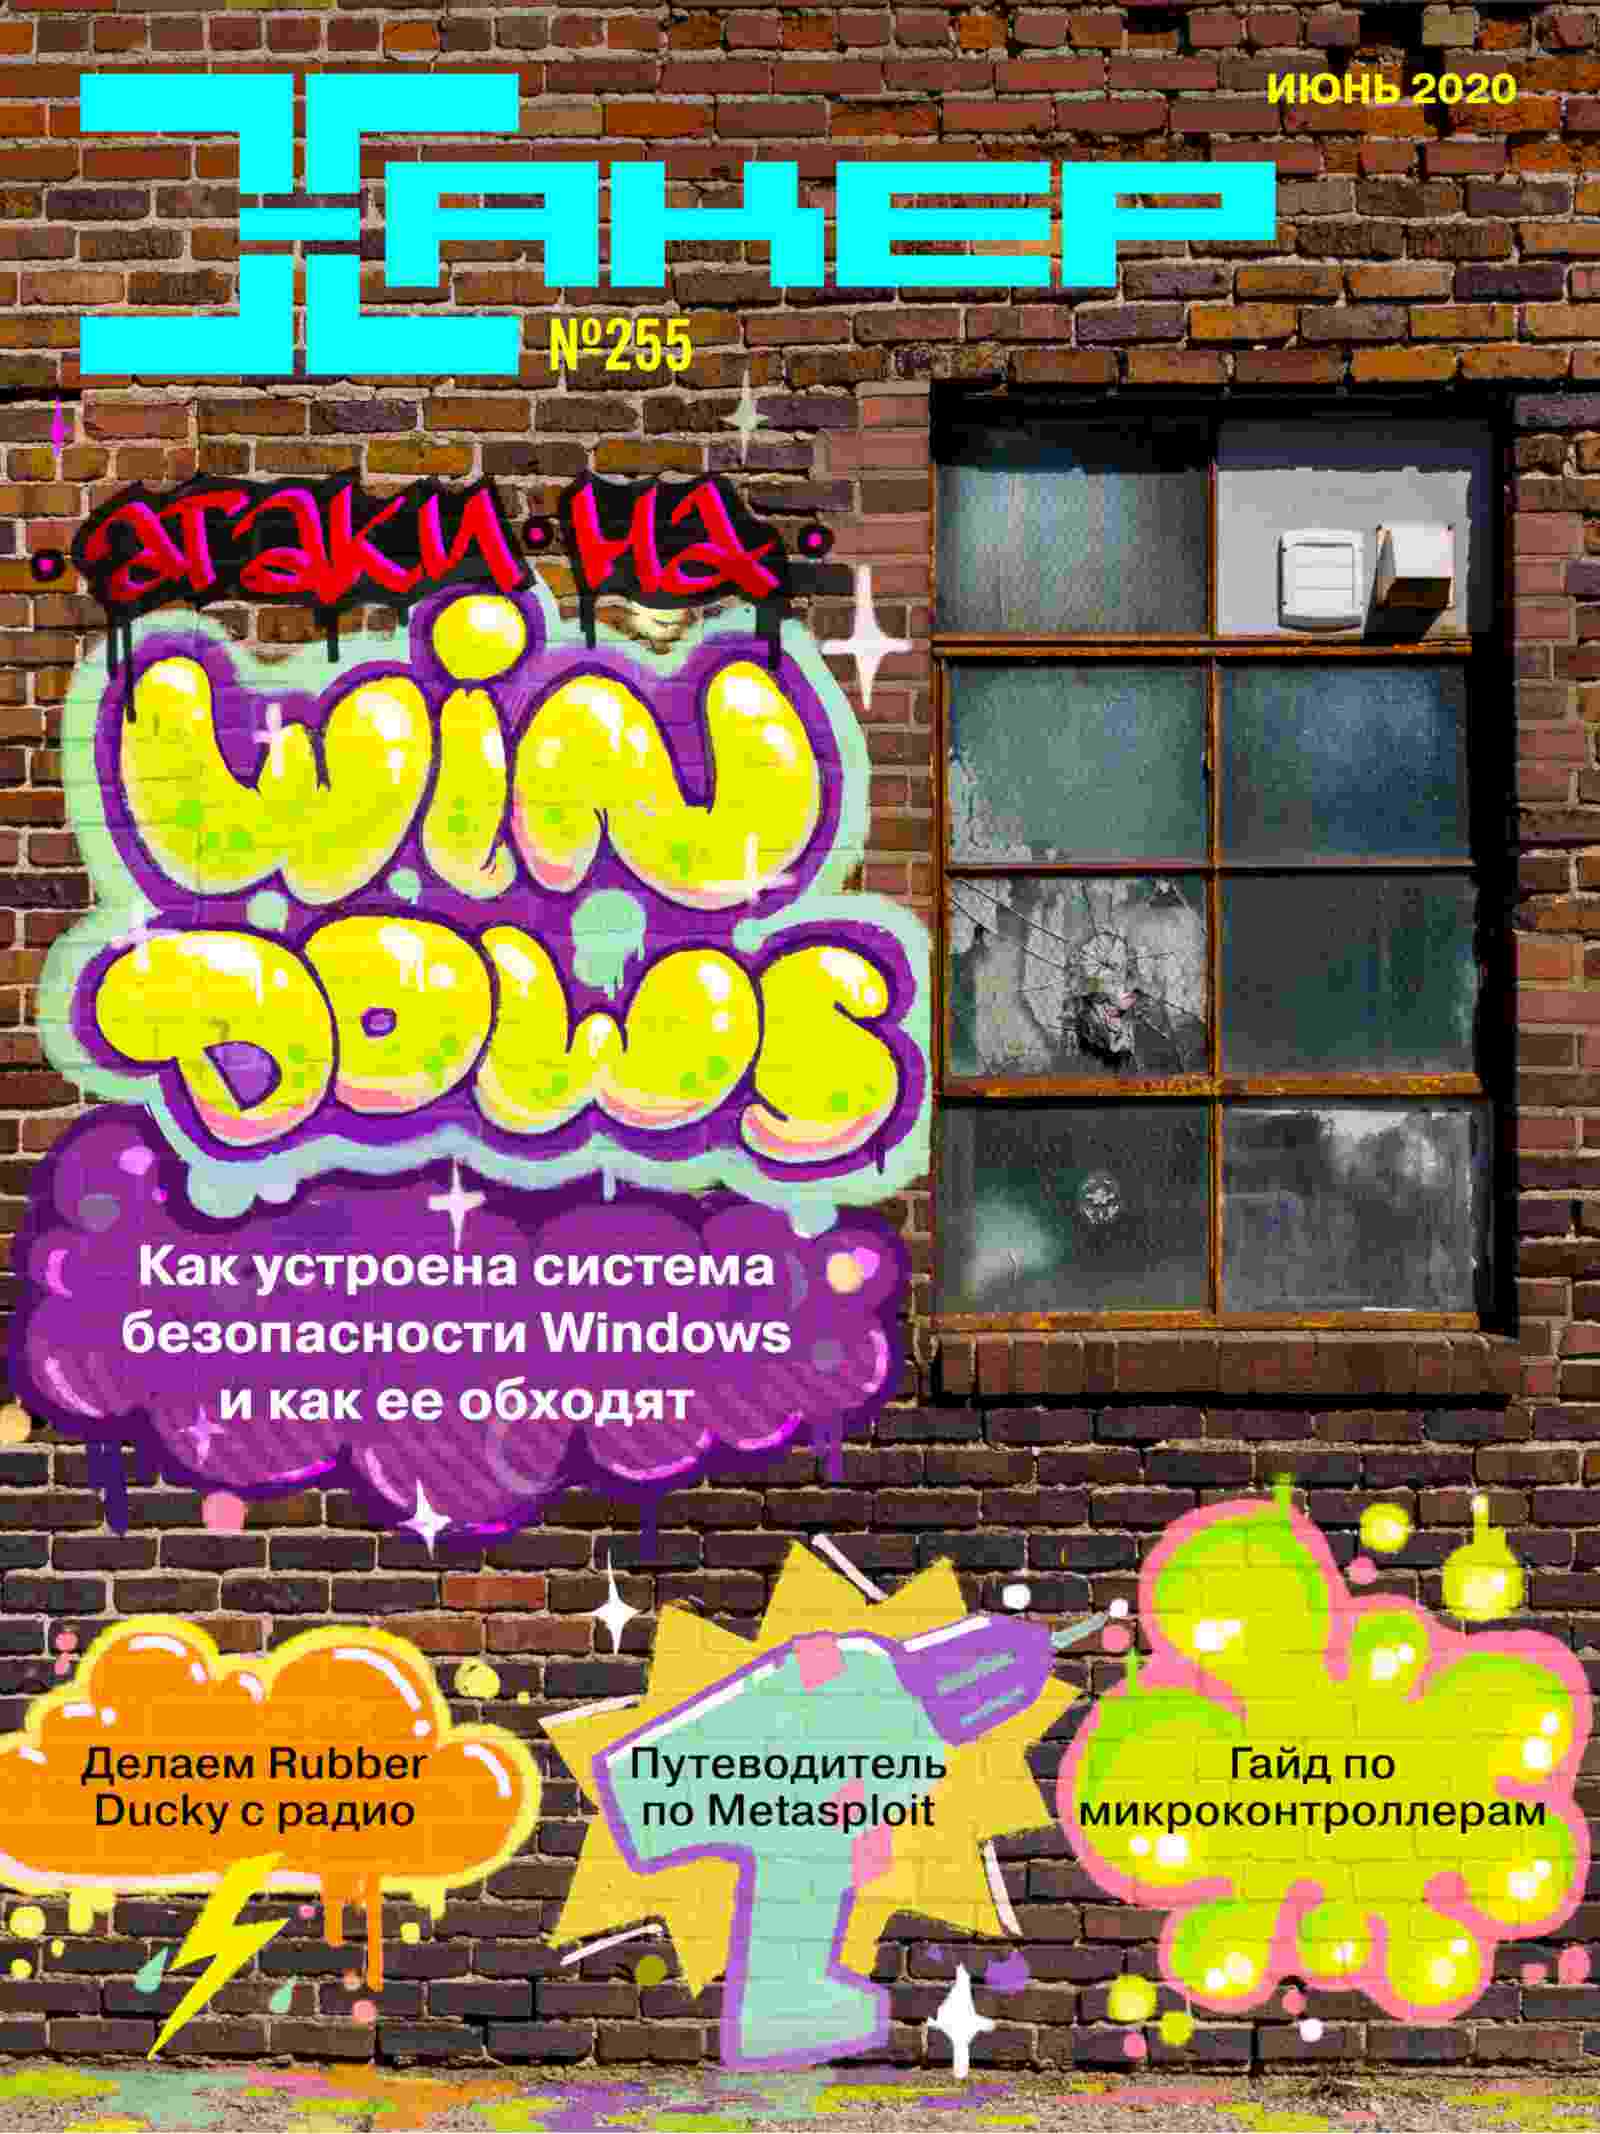 ИЮНЬ 2020
ХАКЕР
№255
атаки на
WiN
DOWS
Как устроена система
безопасности Windows
и как ее обходят
Делаем Rubber
Ducky с радио
Путеводитель
по Metasploit
Гайд по
микроконтроллерам